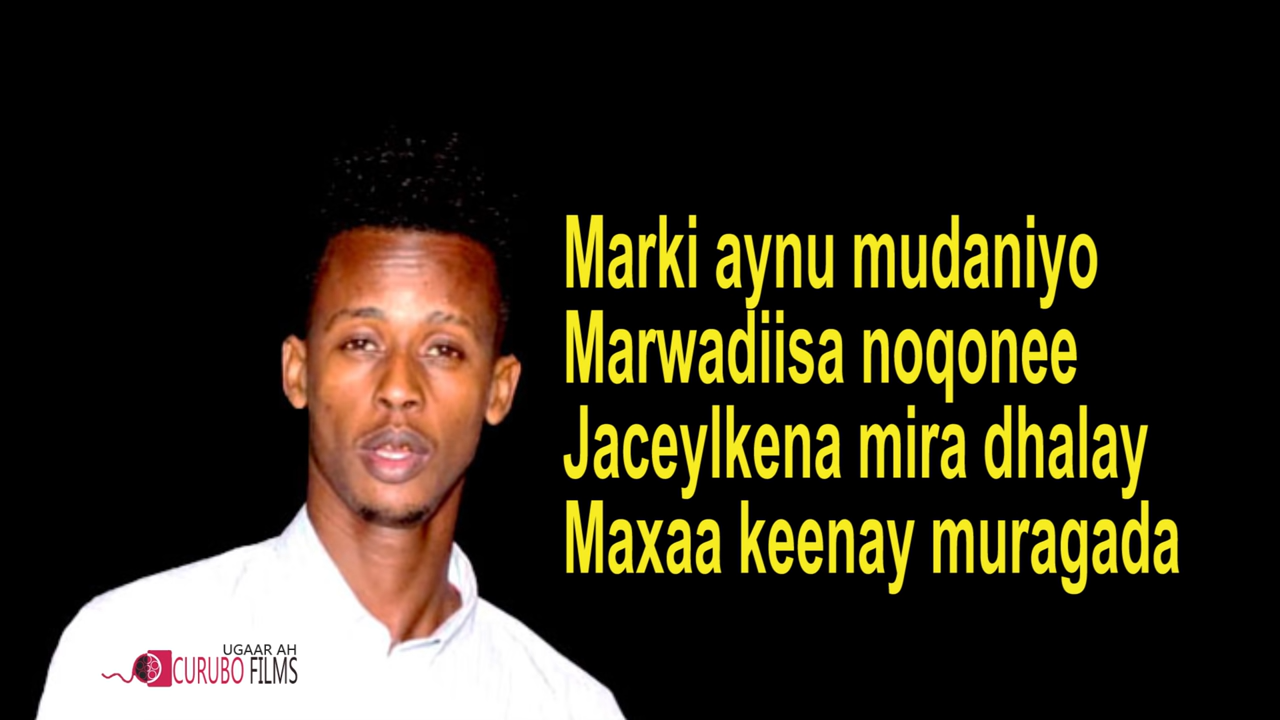 Marki aynu mudaniyo
Marwadiisa noqonee
Jaceylkena mira dhalay
Maxaa keenay muragada
UGAAR AH
CURUBO FILMS